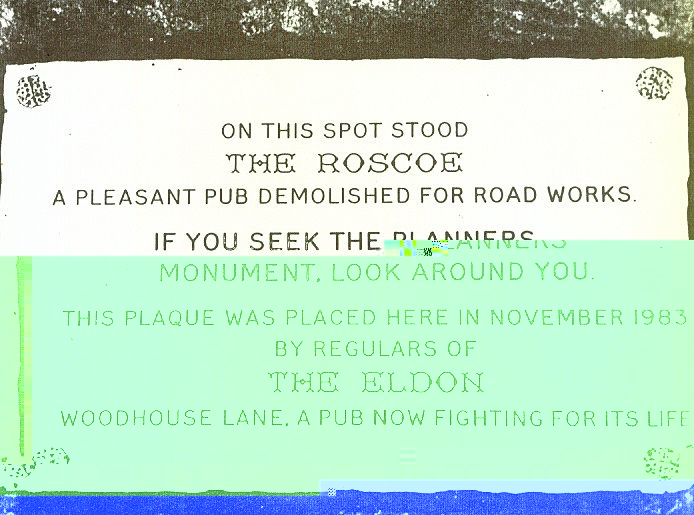 ON THIS SPOT STOOD
THE ROSCOE
A PLEASANT PUB DEMOLISHED FOR ROAD WORKS.
IF YOU SEEK THE PLANNERS
MONUMENT, LOOK AROUND YOU.
THIS PLAQUE WAS PLACED HERE IN NOVEMBER 1983
BY REGULARS OF
THE ELDON
WOODHOUSE LANE, A PUB NOW FIGHTING FOR ITS LIFE